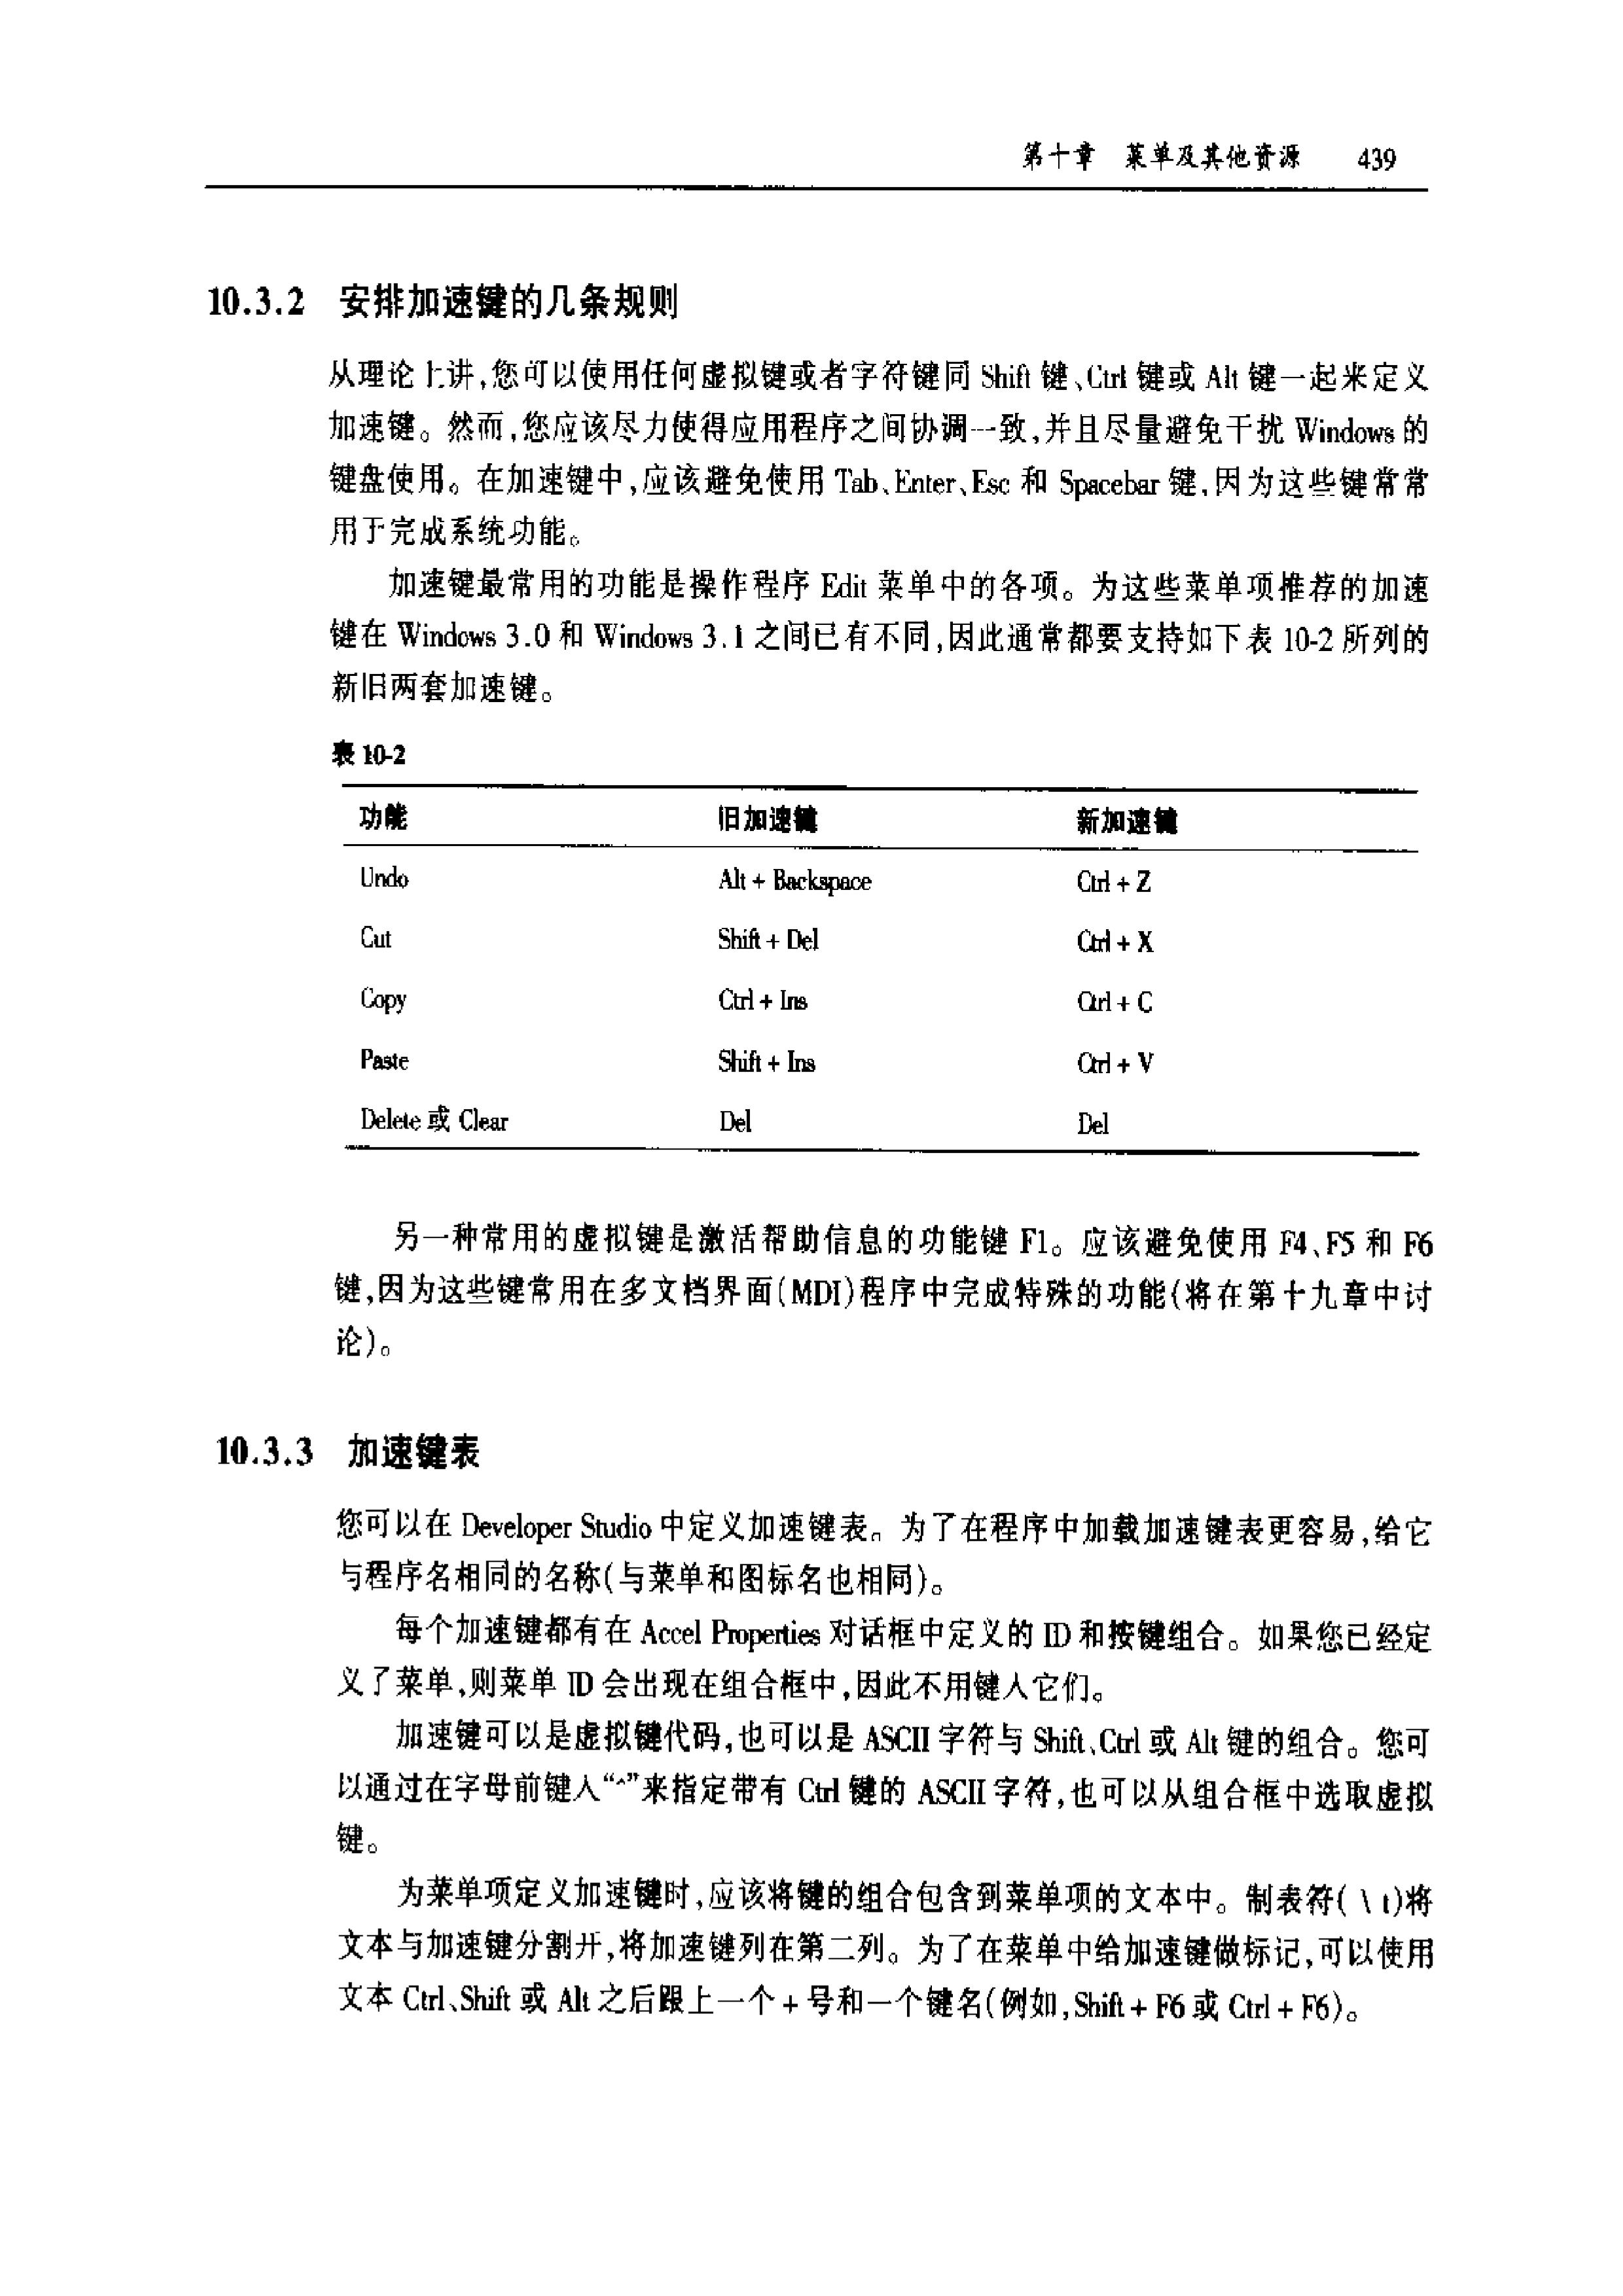 第十章 菜单及其他资源 439
10.3.2 安排加速键的几条规则
从理论上讲,您可以使用任何虚拟键或者字符键同 Shift 键、Ctrl 键或 Alt 键一起来定义
加速键。然而,您应该尽力使得应用程序之间协调一致,并且尽量避免干扰 Windows 的
键盘使用。在加速键中,应该避免使用 Tab、Enter、Esc 和 Spacebar 键,因为这些键常常
用于完成系统功能。
加速键最常用的功能是操作程序 Edit 菜单中的各项。为这些菜单项推荐的加速
键在 Windows 3.0 和 Windows 3.1 之间已有不同,因此通常都要支持如下表 10-2 所列的
新旧两套加速键。
表 10-2
功能 旧加速键 新加速键
Undo Alt + Backspace Ctrl + Z
Cut Shift + Del Ctrl + X
Copy Ctrl + Ins Ctrl + C
Paste Shift + Ins Ctrl + V
Delete 或 Clear Del Del
另一种常用的虚拟键是激活帮助信息的功能键 F1。应该避免使用 F4、F5 和 F6
键,因为这些键常用在多文档界面(MDI)程序中完成特殊的功能(将在第十九章中讨
论)。
10.3.3 加速键表
您可以在 Developer Studio 中定义加速键表。为了在程序中加载加速键表更容易,给它
与程序名相同的名称(与菜单和图标名也相同)。
每个加速键都有在 Accel Properties 对话框中定义的 ID 和按键组合。如果您已经定
义了菜单,则菜单 ID 会出现在组合框中,因此不用键人它们。
加速键可以是虚拟键代码,也可以是 ASCII 字符与 Shift、Ctrl 或 Alt 键的组合。您可
以通过在字母前键人“^”来指定带有 Ctrl 键的 ASCII 字符,也可以从组合框中选取虚拟
键。
为菜单项定义加速键时,应该将键的组合包含到菜单项的文本中。制表符( \ t)将
文本与加速键分割开,将加速键列在第二列。为了在菜单中给加速键做标记,可以使用
文本 Ctrl、Shift 或 Alt 之后跟上一个 + 号和一个键名(例如,Shift + F6 或 Ctrl + F6)。